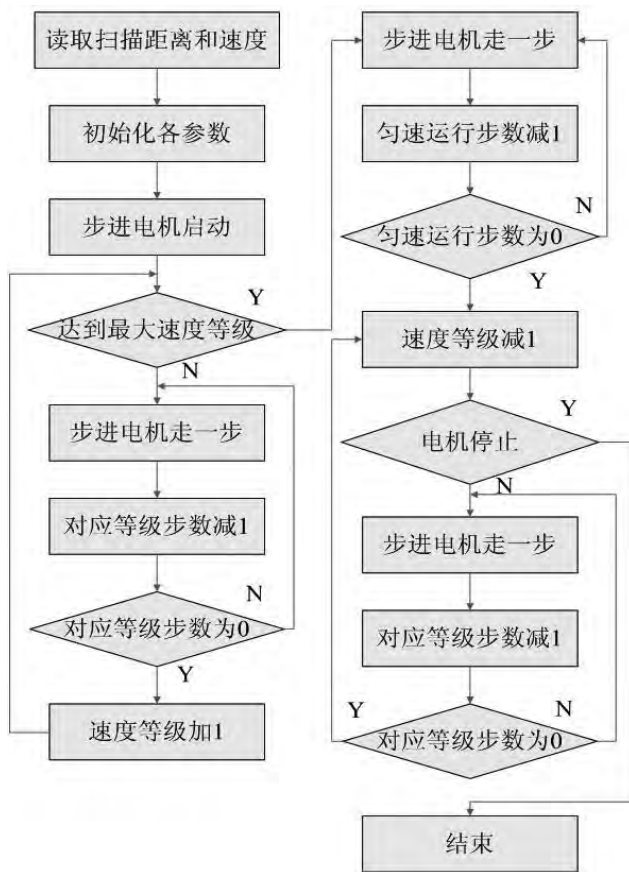 读取扫描距离和速度
初始化各参数
步进电机启动
Y
达到最大速度等级
N
步进电机走一步
对应等级步数减1
N
对应等级步数为0
Y
速度等级加1
步进电机走一步
匀速运行步数减1
N
匀速运行步数为0
Y
速度等级减1
Y
电机停止
N
步进电机走一步
对应等级步数减1
Y
N
对应等级步数为0
结束